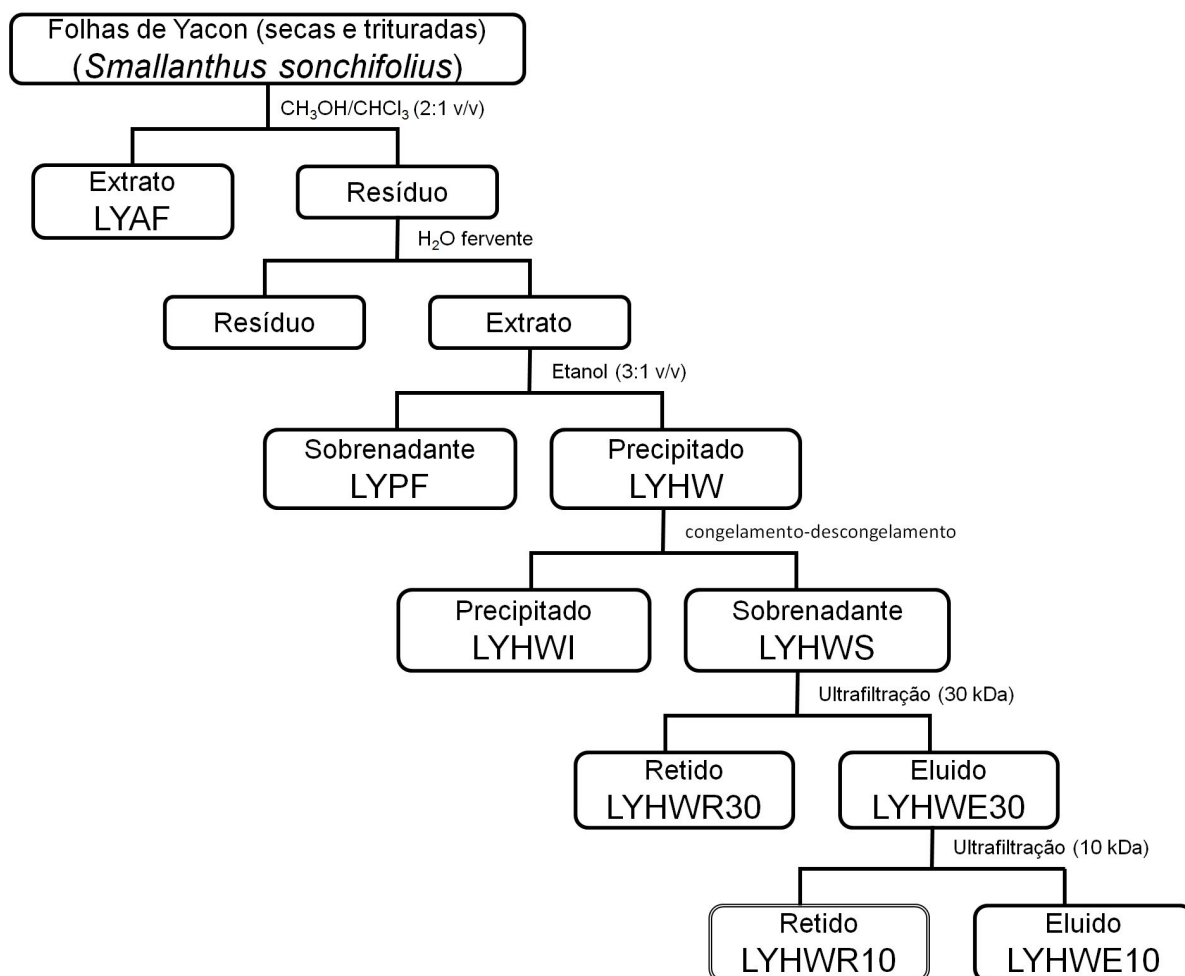 Folhas de Yacon (secas e trituradas)
(Smallanthus sonchifolius)
CH₃OH/CHCl₃ (2:1 v/v)
Extrato
LYAF
Resíduo
H₂O fervente
Resíduo
Extrato
Etanol (3:1 v/v)
Sobrenadante
LYPF
Precipitado
LYHW
congelamento-descongelamento
Precipitado
LYHWI
Sobrenadante
LYHWS
Ultrafiltração (30 kDa)
Retido
LYHWR30
Eluido
LYHWE30
Ultrafiltração (10 kDa)
Retido
LYHWR10
Eluido
LYHWE10